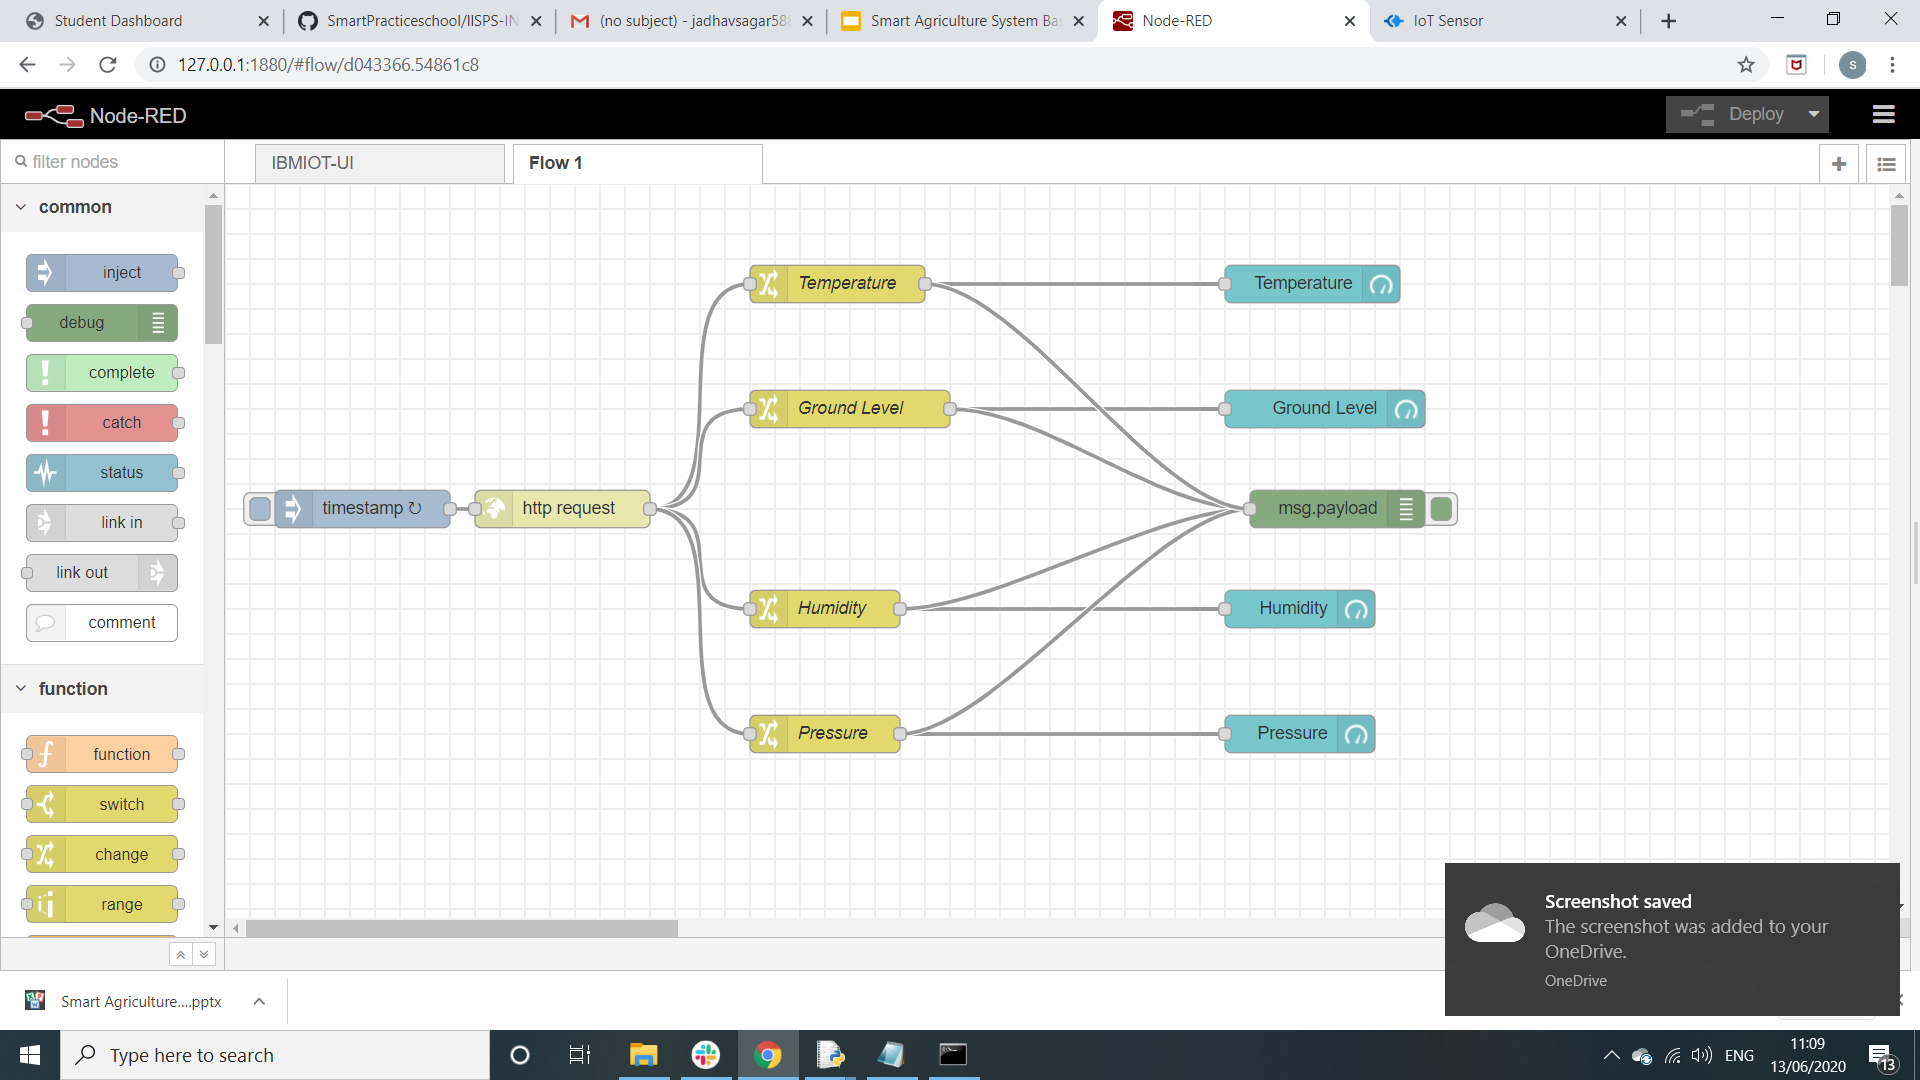 Student Dashboard
SmartPracticeschool/IISPS-IN
(no subject) - jadhavsagar58
Smart Agriculture System Ba
Node-RED
IoT Sensor
127.0.0.1:1880/#flow/d043366.54861c8
s
Node-RED
Deploy
filter nodes
IBMIOT-UI
Flow 1
common
inject
debug
complete
catch
status
link in
link out
comment
function
function
switch
change
range
timestamp ↻
http request
Temperature
Temperature
Ground Level
Ground Level
msg.payload
Humidity
Humidity
Pressure
Pressure
Screenshot saved
The screenshot was added to your
OneDrive.
OneDrive
Smart Agriculture....pptx
Type here to search
ENG
11:09
13/06/2020
13